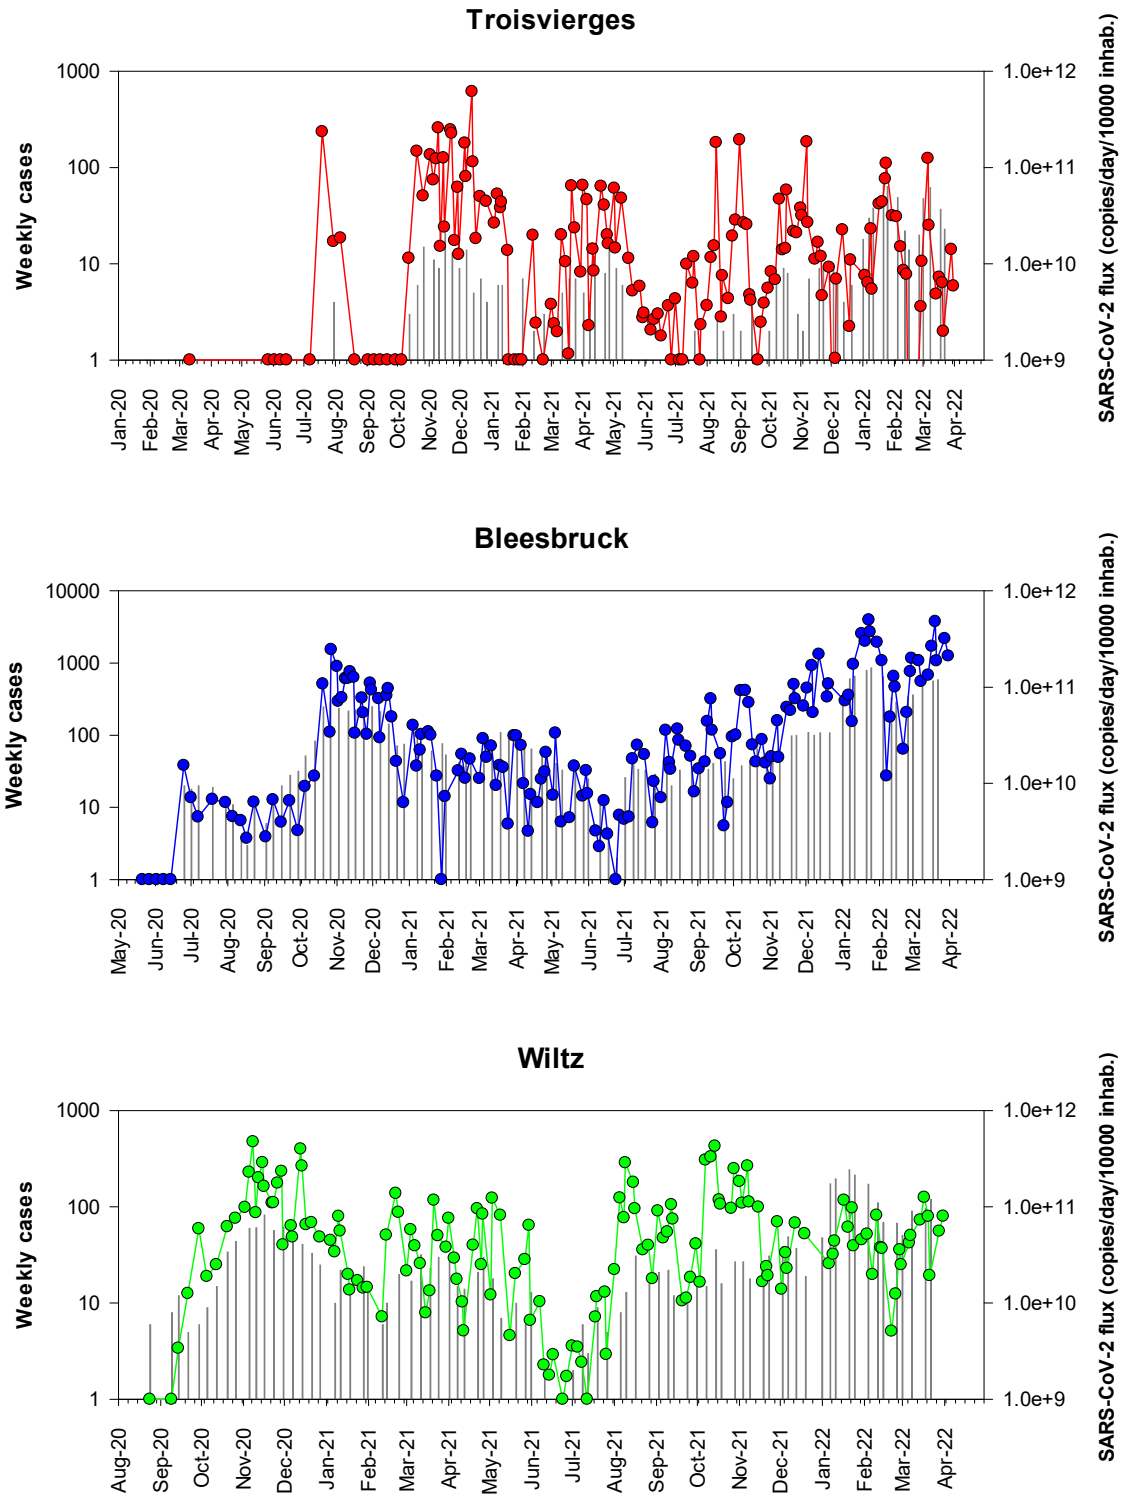 Troisvierges
Weekly cases
SARS-CoV-2 flux (copies/day/10000 inhab.)
1000
100
10
1
1.0e+12
1.0e+11
1.0e+10
1.0e+9
Jan-20
Feb-20
Mar-20
Apr-20
May-20
Jun-20
Jul-20
Aug-20
Sep-20
Oct-20
Nov-20
Dec-20
Jan-21
Feb-21
Mar-21
Apr-21
May-21
Jun-21
Jul-21
Aug-21
Sep-21
Oct-21
Nov-21
Dec-21
Jan-22
Feb-22
Mar-22
Apr-22
Bleesbruck
Weekly cases
SARS-CoV-2 flux (copies/day/10000 inhab.)
10000
1000
100
10
1
1.0e+12
1.0e+11
1.0e+10
1.0e+9
May-20
Jun-20
Jul-20
Aug-20
Sep-20
Oct-20
Nov-20
Dec-20
Jan-21
Feb-21
Mar-21
Apr-21
May-21
Jun-21
Jul-21
Aug-21
Sep-21
Oct-21
Nov-21
Dec-21
Jan-22
Feb-22
Mar-22
Apr-22
Wiltz
Weekly cases
SARS-CoV-2 flux (copies/day/10000 inhab.)
1000
100
10
1
1.0e+12
1.0e+11
1.0e+10
1.0e+9
Aug-20
Sep-20
Oct-20
Nov-20
Dec-20
Jan-21
Feb-21
Mar-21
Apr-21
May-21
Jun-21
Jul-21
Aug-21
Sep-21
Oct-21
Nov-21
Dec-21
Jan-22
Feb-22
Mar-22
Apr-22